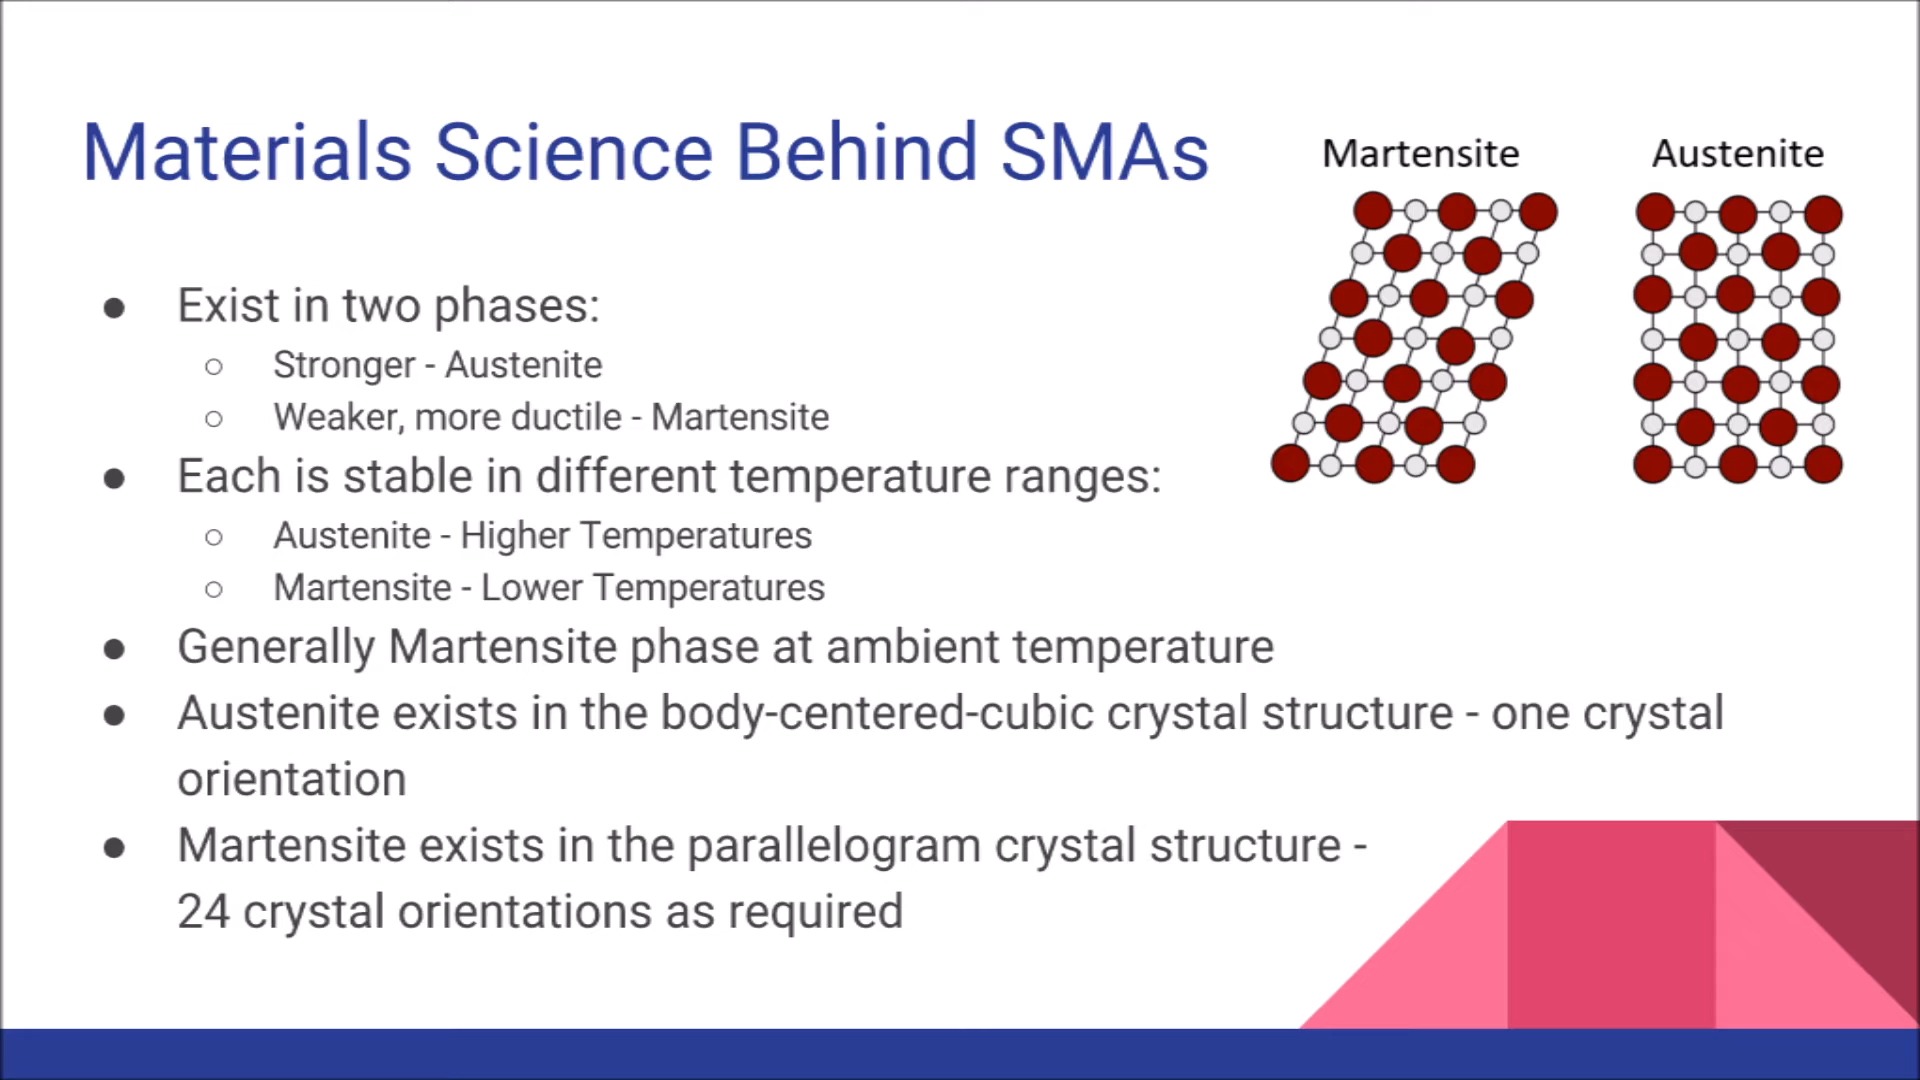 Materials Science Behind SMAs
Martensite
Austenite
● Exist in two phases:
○ Stronger - Austenite
○ Weaker, more ductile - Martensite
● Each is stable in different temperature ranges:
○ Austenite - Higher Temperatures
○ Martensite - Lower Temperatures
● Generally Martensite phase at ambient temperature
● Austenite exists in the body-centered-cubic crystal structure - one crystal
orientation
● Martensite exists in the parallelogram crystal structure -
24 crystal orientations as required